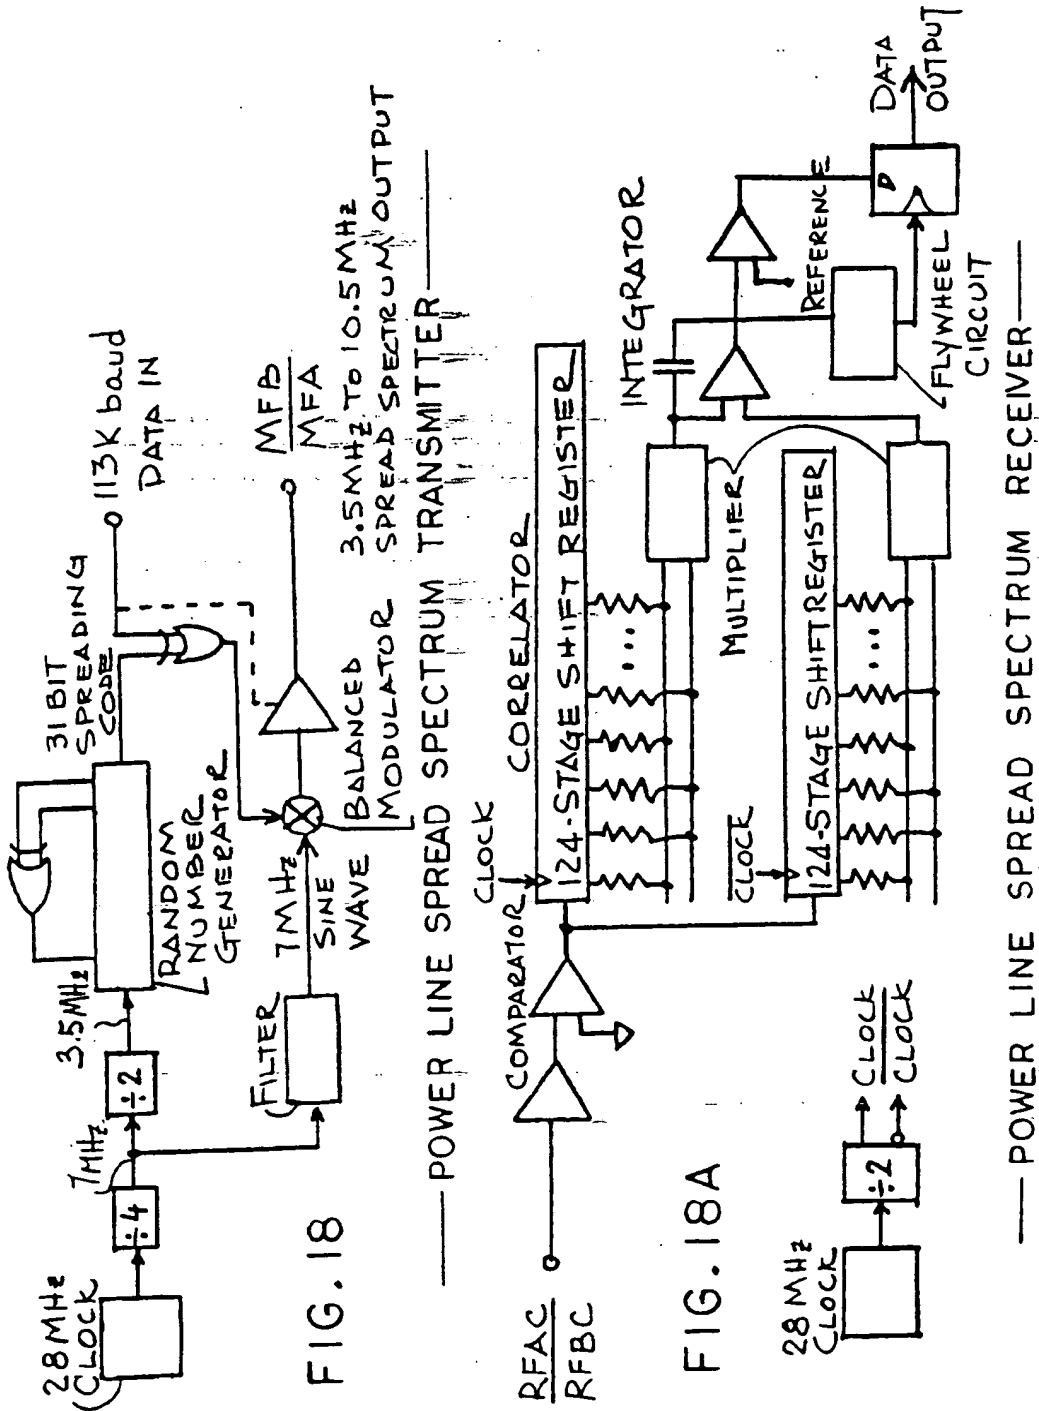 28MHz
CLOCK
÷4
7MHz
÷2
3.5MHz
RANDOM
NUMBER
GENERATOR
31 BIT
SPREADING
CODE
113K baud
DATA IN
FILTER
7MHz
SINE
WAVE
BALANCED
MODULATOR
MFB
MFA
3.5MHz To 10.5MHz
SPREAD SPECTRUM OUTPUT
FIG. 18
POWER LINE SPREAD SPECTRUM TRANSMITTER
RFAC
RFBC
COMPARATOR
CLOCK
CORRELATOR
124-STAGE SHIFT REGISTER
...
INTEGRATOR
MULTIPLIER
CLOCK
124-STAGE SHIFT REGISTER
...
REFERENCE
FLYWHEEL
CIRCUIT
D
DATA
OUTPUT
FIG. 18A
28MHz
CLOCK
÷2
CLOCK
CLOCK
POWER LINE SPREAD SPECTRUM RECEIVER